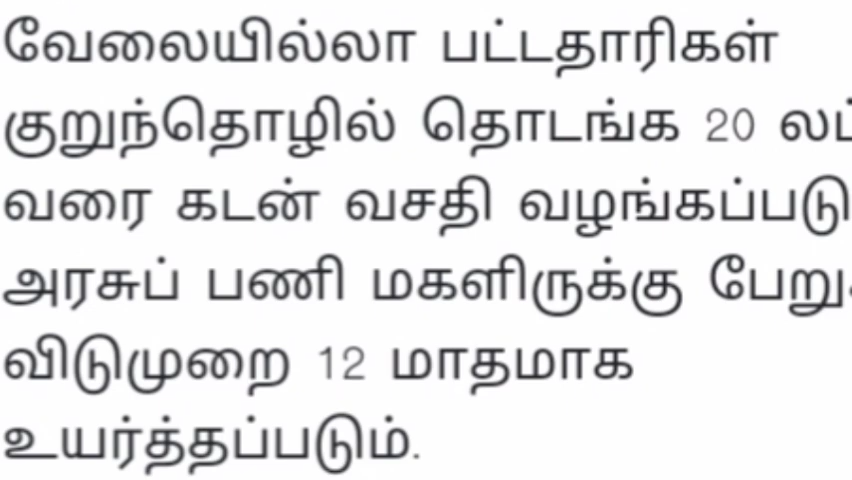 வேலையில்லா பட்டதாரிகள்
குறுந்தொழில் தொடங்க 20
வரை கடன் வசதி
அரசுப் பணி மகளிருக்கு
விடுமுறை 12 மாதமாக
உயர்த்தப்படும்.